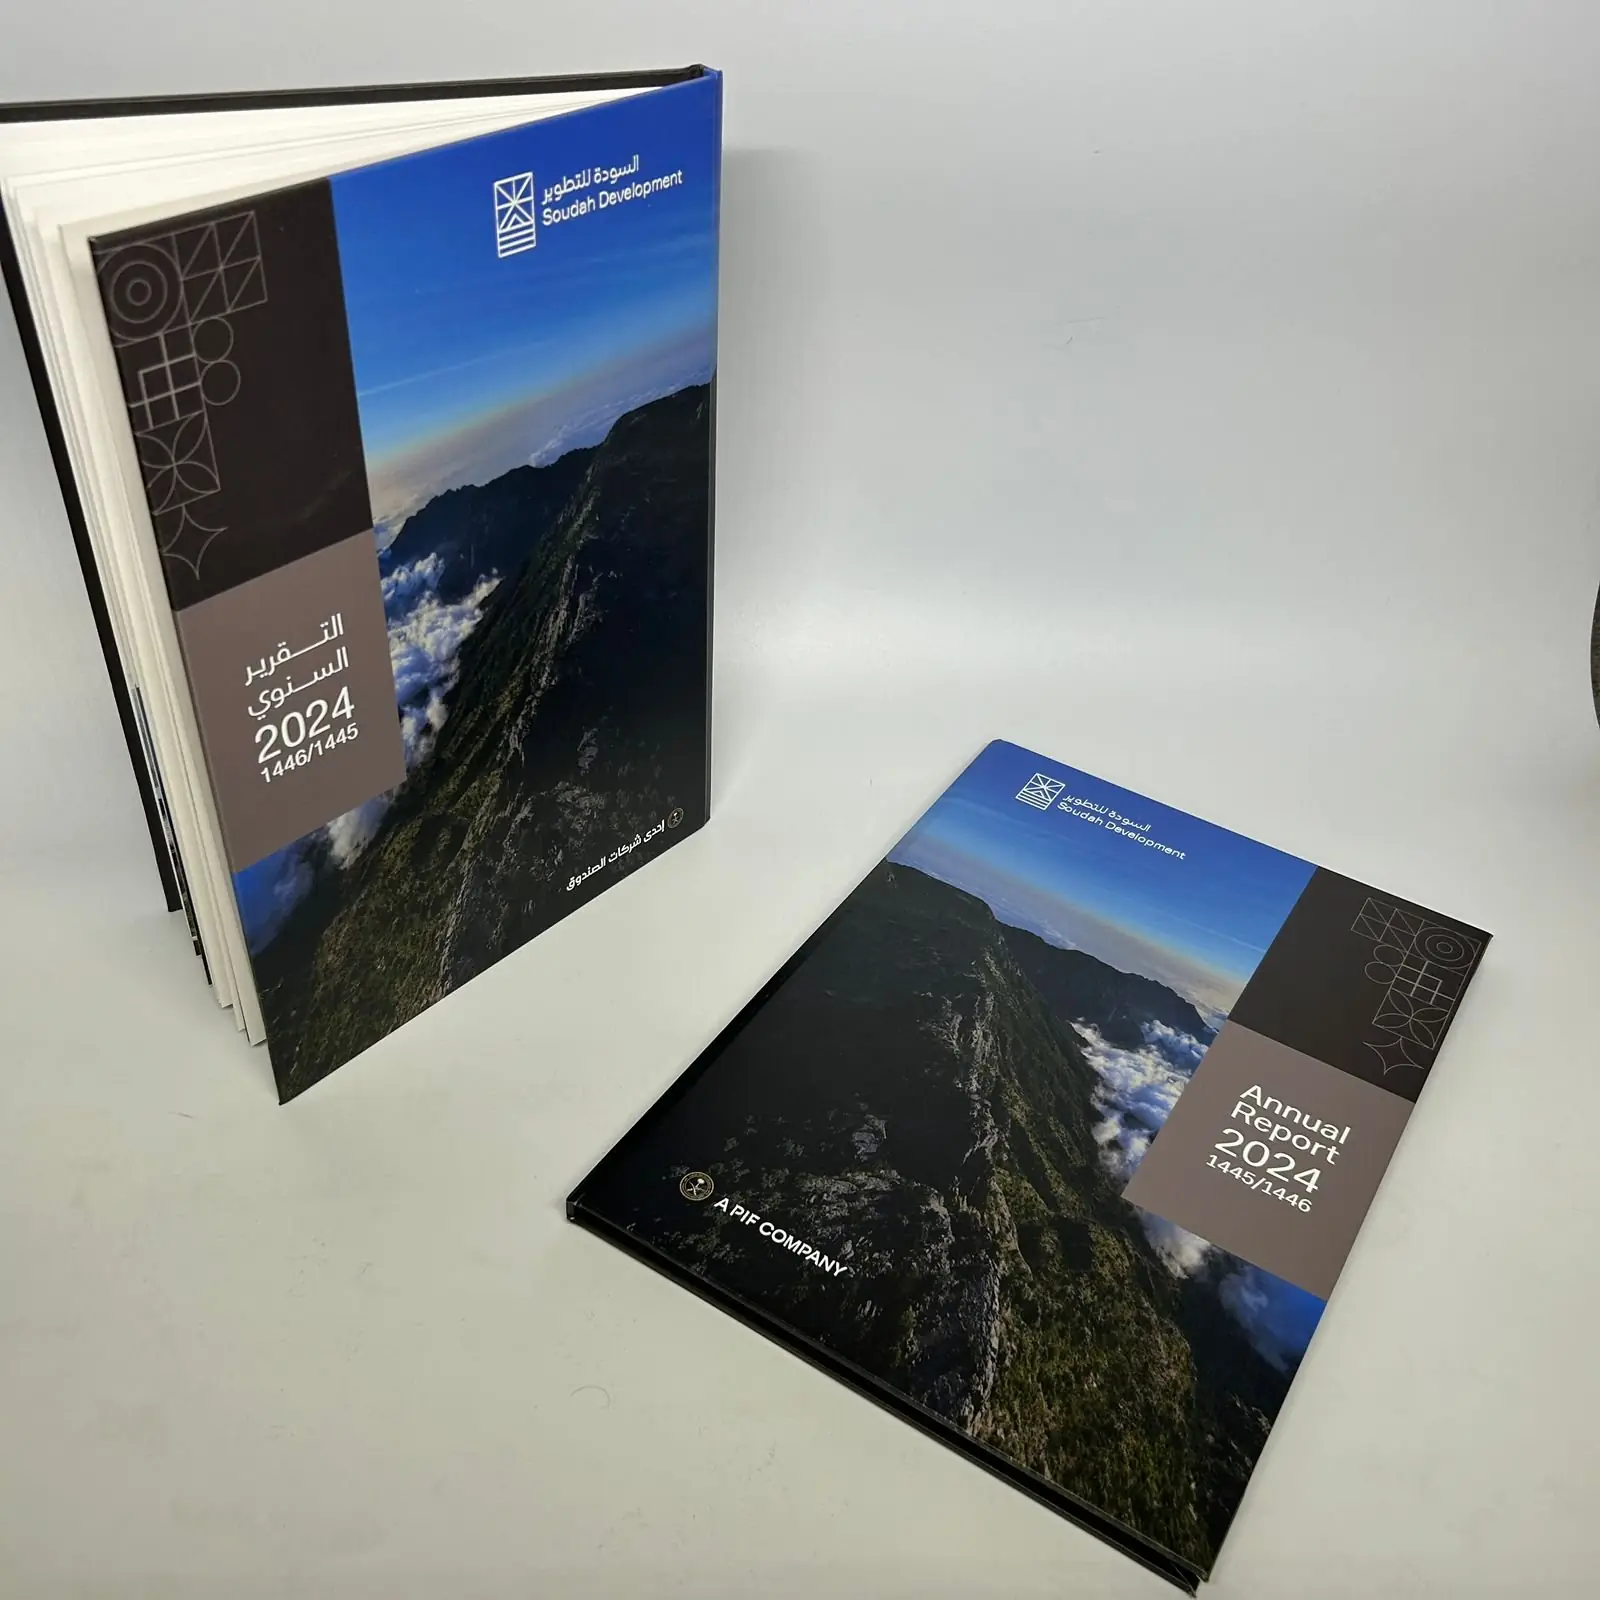 السودة للتطوير
Soudah Development
التقرير
السنوي
2024
1446/1445
إحدى شركات الصندوق
السودة للتطوير
Soudah Development
Annual
Report
2024
1445/1446
A PIF COMPANY